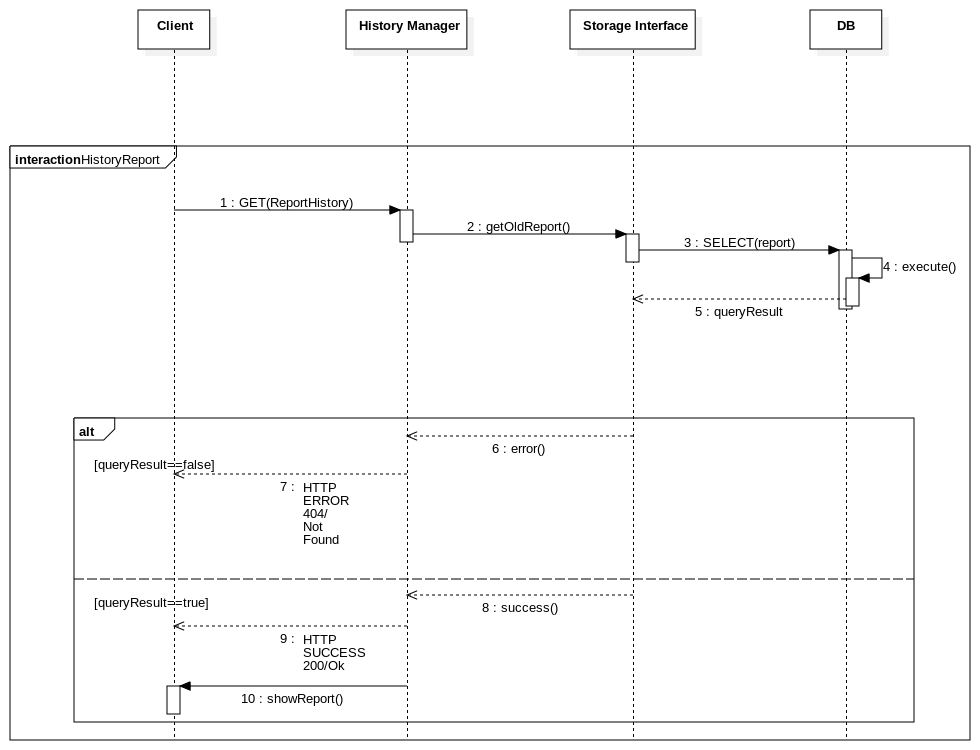 Client
History Manager
Storage Interface
DB
interactionHistoryReport
1 : GET(ReportHistory)
2 : getOldReport()
3 : SELECT(report)
4 : execute()
5 : queryResult
alt
6 : error()
[queryResult==false]
7 : HTTP
ERROR
404/
Not
Found
[queryResult==true]
8 : success()
9 : HTTP
SUCCESS
200/Ok
10 : showReport()